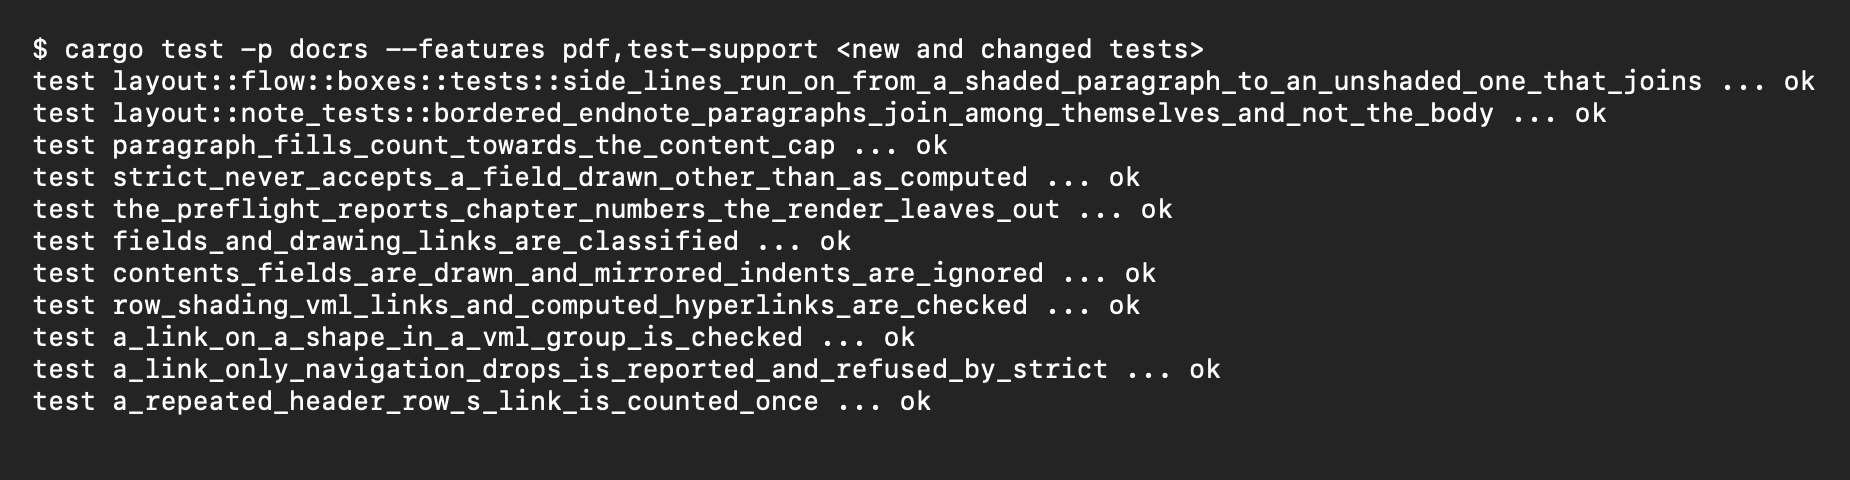 $ cargo test -p docrs --features pdf,test-support <new and changed tests>
test layout::flow::boxes::tests::side_lines_run_on_from_a_shaded_paragraph_to_an_unshaded_one_that_joins ... ok
test layout::note_tests::bordered_endnote_paragraphs_join_among_themselves_and_not_the_body ... ok
test paragraph_fills_count_towards_the_content_cap ... ok
test strict_never_accepts_a_field_drawn_other_than_as_computed ... ok
test the_preflight_reports_chapter_numbers_the_render_leaves_out ... ok
test fields_and_drawing_links_are_classified ... ok
test contents_fields_are_drawn_and_mirrored_indents_are_ignored ... ok
test row_shading_vml_links_and_computed_hyperlinks_are_checked ... ok
test a_link_on_a_shape_in_a_vml_group_is_checked ... ok
test a_link_only_navigation_drops_is_reported_and_refused_by_strict ... ok
test a_repeated_header_row_s_link_is_counted_once ... ok